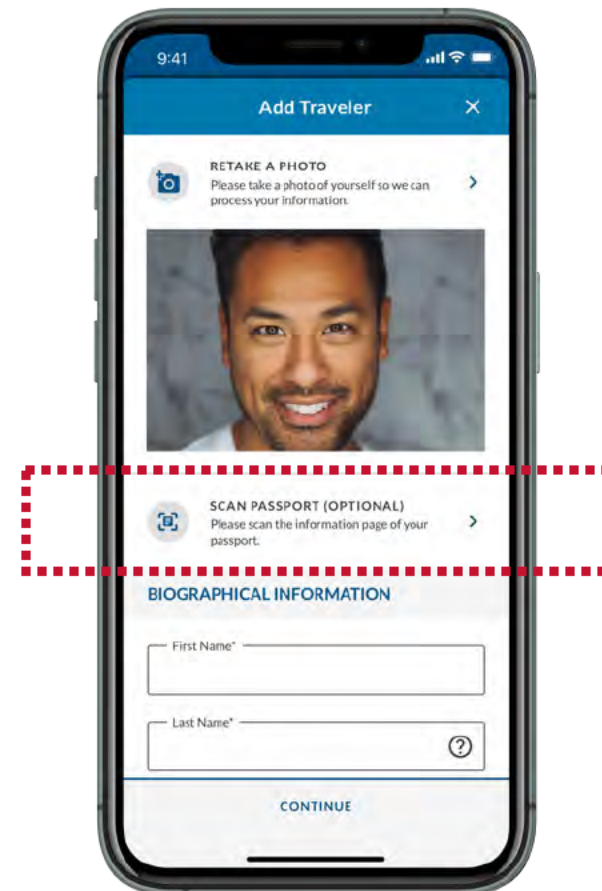 9:41
Add Traveler
RETAKE A PHOTO
Please take a photo of yourself so we can
process your information.
SCAN PASSPORT (OPTIONAL)
Please scan the information page of your
passport.
BIOGRAPHICAL INFORMATION
First Name*
Last Name*
CONTINUE